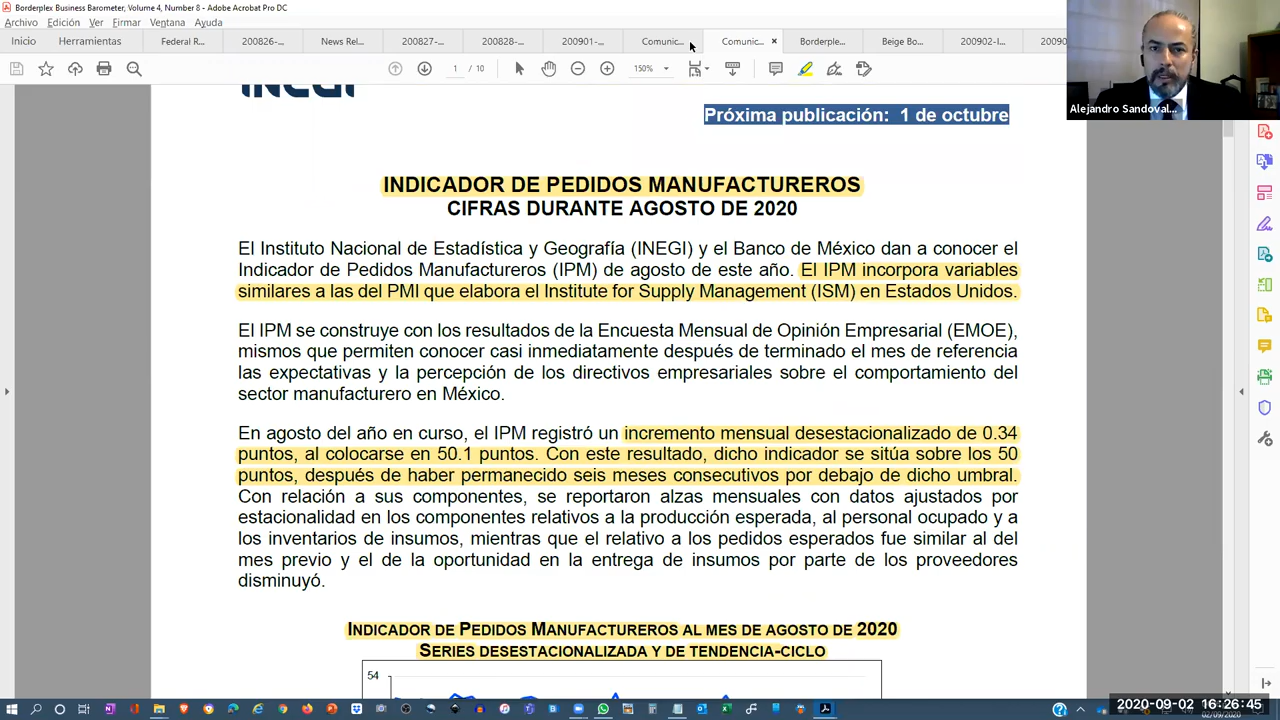 Borderplex Business Barometer, Volume 4, Number 8 - Adobe Acrobat Pro DC
Archivo Edición Ver Firmar Ventana Ayuda
Inicio Herramientas Federal R... 200826-... News Rel... 200827-... 200828-... 200901-... Comunic... Comunic... × Borderple... Beige Bo... 200902-I... 20090
1 / 10 150%
Alejandro Sandoval...
INEGI
Próxima publicación: 1 de octubre
INDICADOR DE PEDIDOS MANUFACTUREROS
CIFRAS DURANTE AGOSTO DE 2020
El Instituto Nacional de Estadística y Geografía (INEGI) y el Banco de México dan a conocer el
Indicador de Pedidos Manufactureros (IPM) de agosto de este año. El IPM incorpora variables
similares a las del PMI que elabora el Institute for Supply Management (ISM) en Estados Unidos.
El IPM se construye con los resultados de la Encuesta Mensual de Opinión Empresarial (EMOE),
mismos que permiten conocer casi inmediatamente después de terminado el mes de referencia
las expectativas y la percepción de los directivos empresariales sobre el comportamiento del
sector manufacturero en México.
En agosto del año en curso, el IPM registró un incremento mensual desestacionalizado de 0.34
puntos, al colocarse en 50.1 puntos. Con este resultado, dicho indicador se sitúa sobre los 50
puntos, después de haber permanecido seis meses consecutivos por debajo de dicho umbral.
Con relación a sus componentes, se reportaron alzas mensuales con datos ajustados por
estacionalidad en los componentes relativos a la producción esperada, al personal ocupado y a
los inventarios de insumos, mientras que el relativo a los pedidos esperados fue similar al del
mes previo y el de la oportunidad en la entrega de insumos por parte de los proveedores
disminuyó.
INDICADOR DE PEDIDOS MANUFACTUREROS AL MES DE AGOSTO DE 2020
SERIES DESESTACIONALIZADA Y DE TENDENCIA-CICLO
54
2020-09-02 16:26:45
02/09/2020